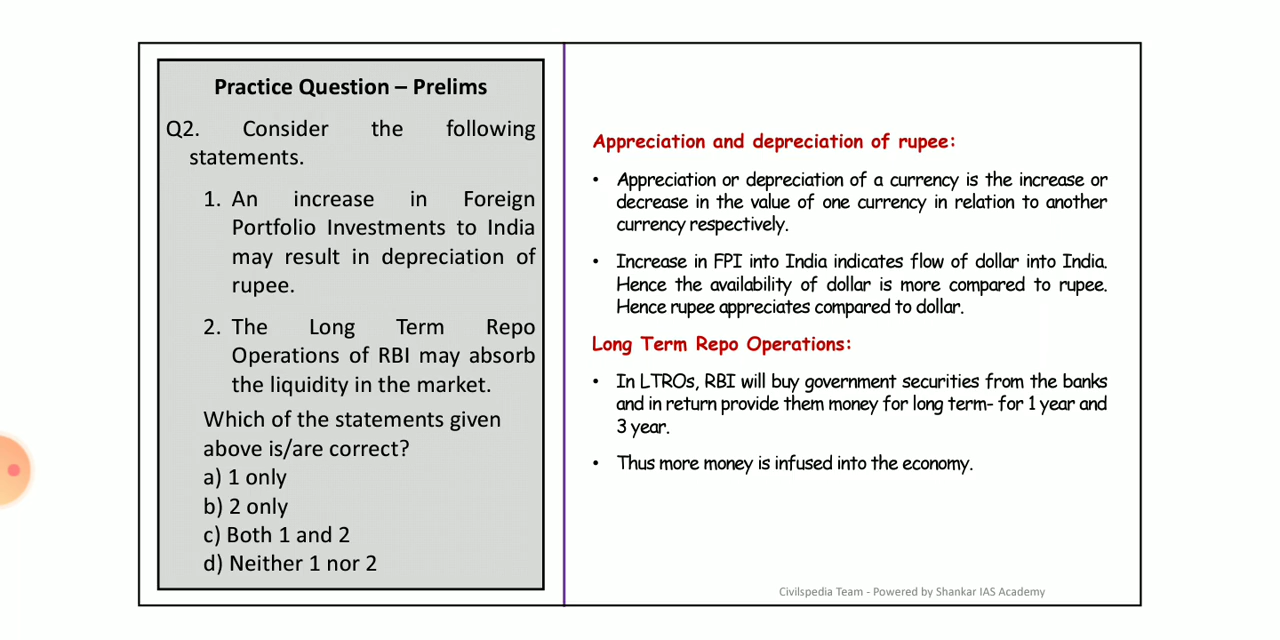 Practice Question – Prelims
Q2. Consider the following
statements.
1. An increase in Foreign
Portfolio Investments to India
may result in depreciation of
rupee.
2. The Long Term Repo
Operations of RBI may absorb
the liquidity in the market.
Which of the statements given
above is/are correct?
a) 1 only
b) 2 only
c) Both 1 and 2
d) Neither 1 nor 2
Appreciation and depreciation of rupee:
• Appreciation or depreciation of a currency is the increase or
decrease in the value of one currency in relation to another
currency respectively.
• Increase in FPI into India indicates flow of dollar into India.
Hence the availability of dollar is more compared to rupee.
Hence rupee appreciates compared to dollar.
Long Term Repo Operations:
• In LTROs, RBI will buy government securities from the banks
and in return provide them money for long term- for 1 year and
3 year.
• Thus more money is infused into the economy.
Civilspedia Team - Powered by Shankar IAS Academy